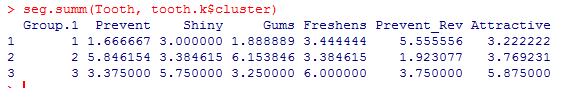 > seg.summ(Tooth, tooth.k$cluster)
Group.1 Prevent Shiny Gums Freshens Prevent_Rev Attractive
1 1 1.666667 3.000000 1.888889 3.444444 5.555556 3.222222
2 2 5.846154 3.384615 6.153846 3.384615 1.923077 3.769231
3 3 3.375000 5.750000 3.250000 6.000000 3.750000 5.875000
>